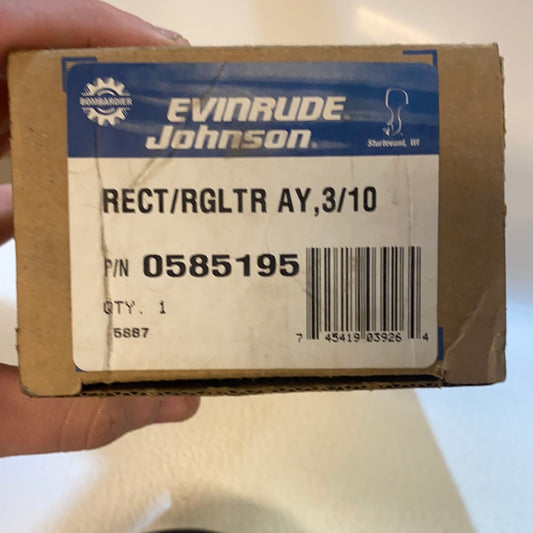 BOMBARDIER
EVINRUDE®
Johnson®
Sturtevant, WI
RECT/RGLTR AY,3/10
P/N 0585195
QTY. 1
5887
7 45419 03926 4